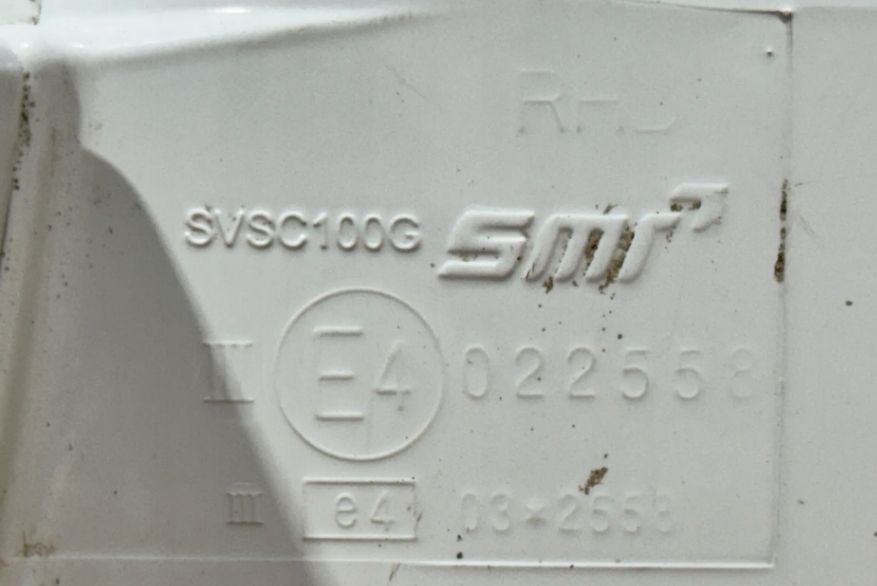 RHD
SVSC100G smr
III E4 022558
III e4 03*2558